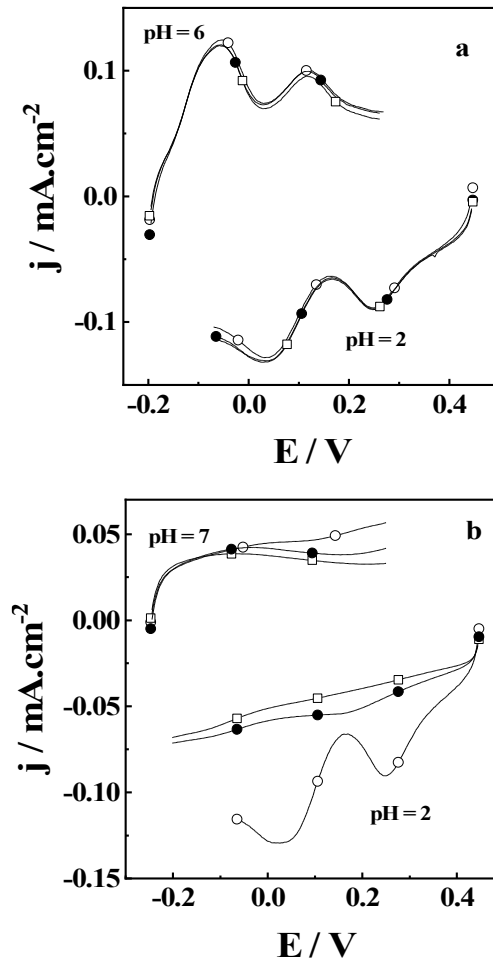 pH = 6
a
0.1
0.0
-0.1
j / mA.cm-2
pH = 2
-0.2 0.0 0.2 0.4
E / V
pH = 7
b
0.05
0.00
-0.05
-0.10
-0.15
j / mA.cm-2
pH = 2
-0.2 0.0 0.2 0.4
E / V